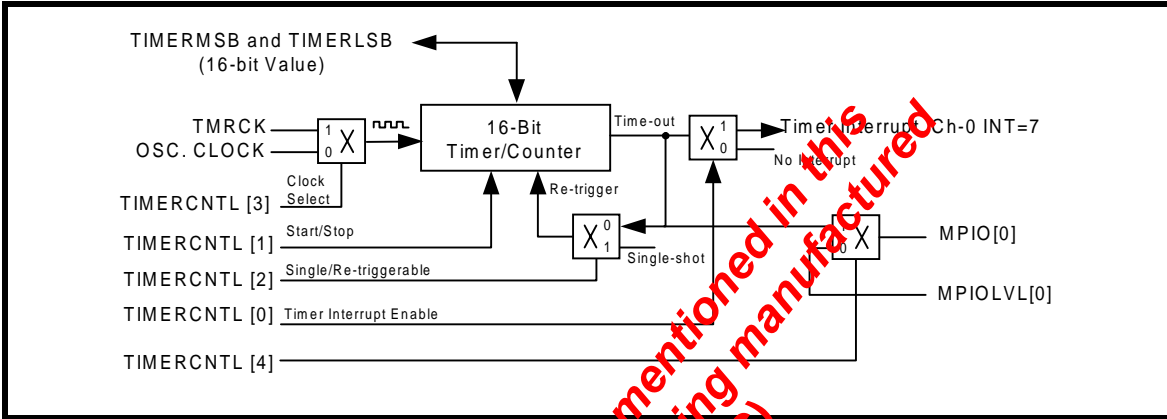 TIMERMSB and TIMERLSB
(16-bit Value)
TMRCK
OSC. CLOCK
1
0
X
16-Bit
Timer/Counter
Time-out
1
X
0
Timer Interrupt Ch-0 INT=7
No Interrupt
Clock
Select
TIMERCNTL [3]
Re-trigger
Start/Stop
TIMERCNTL [1]
X
0
1
Single-shot
1
0
X
MPIO[0]
TIMERCNTL [2]
Single/Re-triggerable
MPIOLVL[0]
TIMERCNTL [0]
Timer Interrupt Enable
TIMERCNTL [4]
mentioned in this
ing manufactured